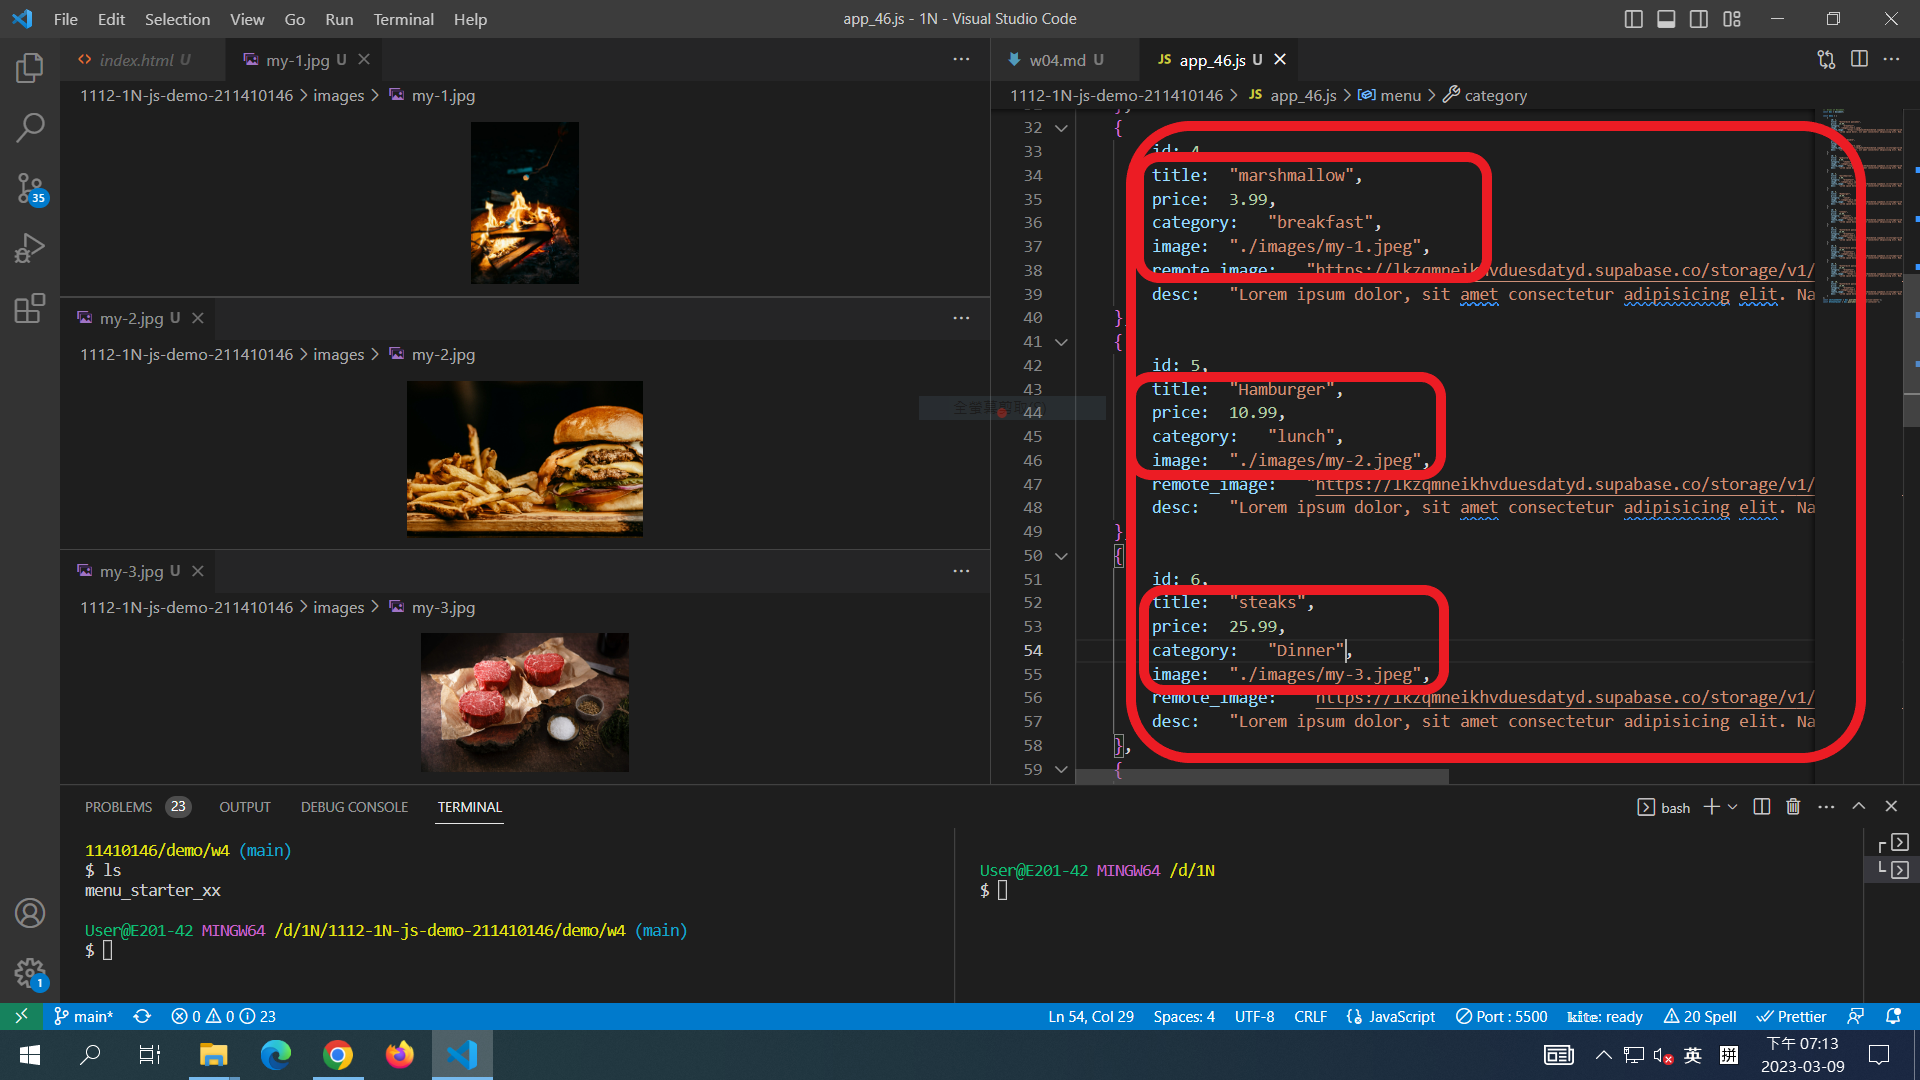 File Edit Selection View Go Run Terminal Help
app_46.js - 1N - Visual Studio Code
index.html U
my-1.jpg U
1112-1N-js-demo-211410146 > images > my-1.jpg
my-2.jpg U
1112-1N-js-demo-211410146 > images > my-2.jpg
my-3.jpg U
1112-1N-js-demo-211410146 > images > my-3.jpg
w04.md U
JS app_46.js U
1112-1N-js-demo-211410146 > JS app_46.js > menu > category
32 {
33 id: 4
34 title: "marshmallow",
35 price: 3.99,
36 category: "breakfast",
37 image: "./images/my-1.jpeg",
38 remote_image: "https://lkzqmneikhvduesdatyd.supabase.co/storage/v1/
39 desc: "Lorem ipsum dolor, sit amet consectetur adipisicing elit. Na
40 }
41 {
42 id: 5,
43 title: "Hamburger",
44 price: 10.99,
45 category: "lunch",
46 image: "./images/my-2.jpeg",
47 remote_image: "https://lkzqmneikhvduesdatyd.supabase.co/storage/v1/
48 desc: "Lorem ipsum dolor, sit amet consectetur adipisicing elit. Na
49 }
50 {
51 id: 6,
52 title: "steaks",
53 price: 25.99,
54 category: "Dinner",
55 image: "./images/my-3.jpeg",
56 remote_image: https://lkzqmneikhvduesdatyd.supabase.co/storage/v1/
57 desc: "Lorem ipsum dolor, sit amet consectetur adipisicing elit. Na
58 },
59 {
35
1
PROBLEMS 23 OUTPUT DEBUG CONSOLE TERMINAL
bash
11410146/demo/w4 (main)
$ ls
menu_starter_xx
User@E201-42 MINGW64 /d/1N/1112-1N-js-demo-211410146/demo/w4 (main)
$
User@E201-42 MINGW64 /d/1N
$
main* 0 0 23
Ln 54, Col 29 Spaces: 4 UTF-8 CRLF JavaScript Port : 5500 kite: ready 20 Spell Prettier
英 拼
下午 07:13
2023-03-09